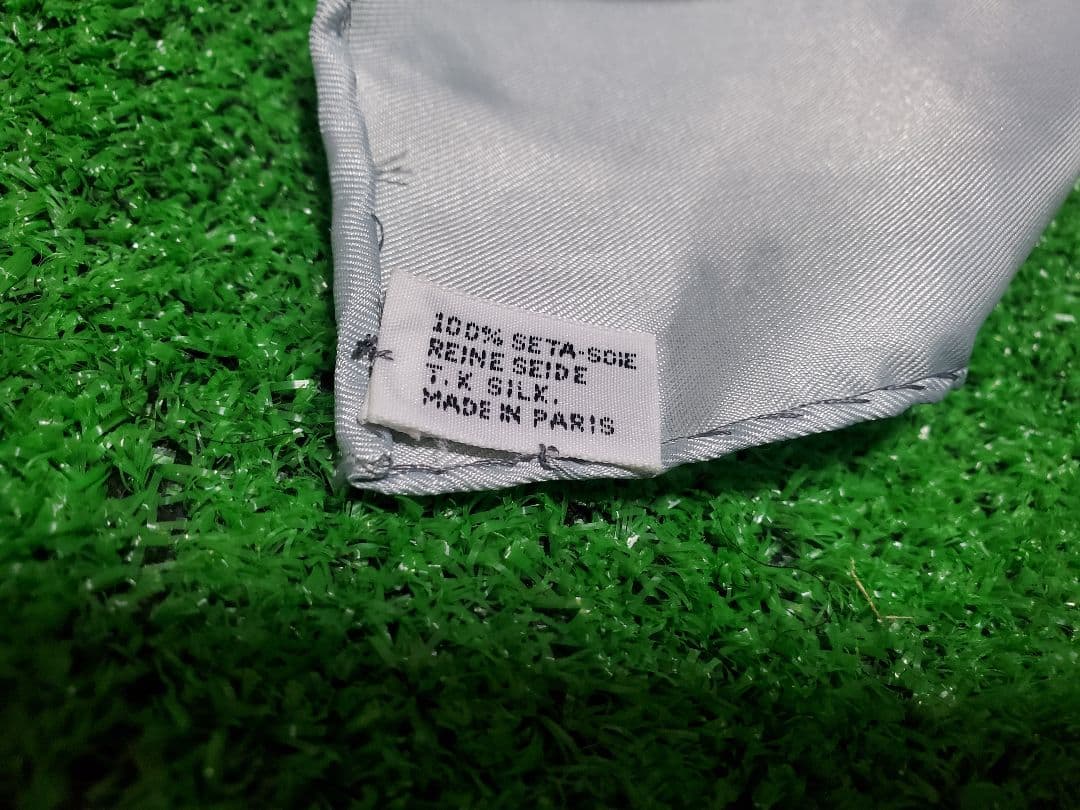 100% SETA-SOIE
REINE SEIDE
T.K SILK.
MADE IN PARIS